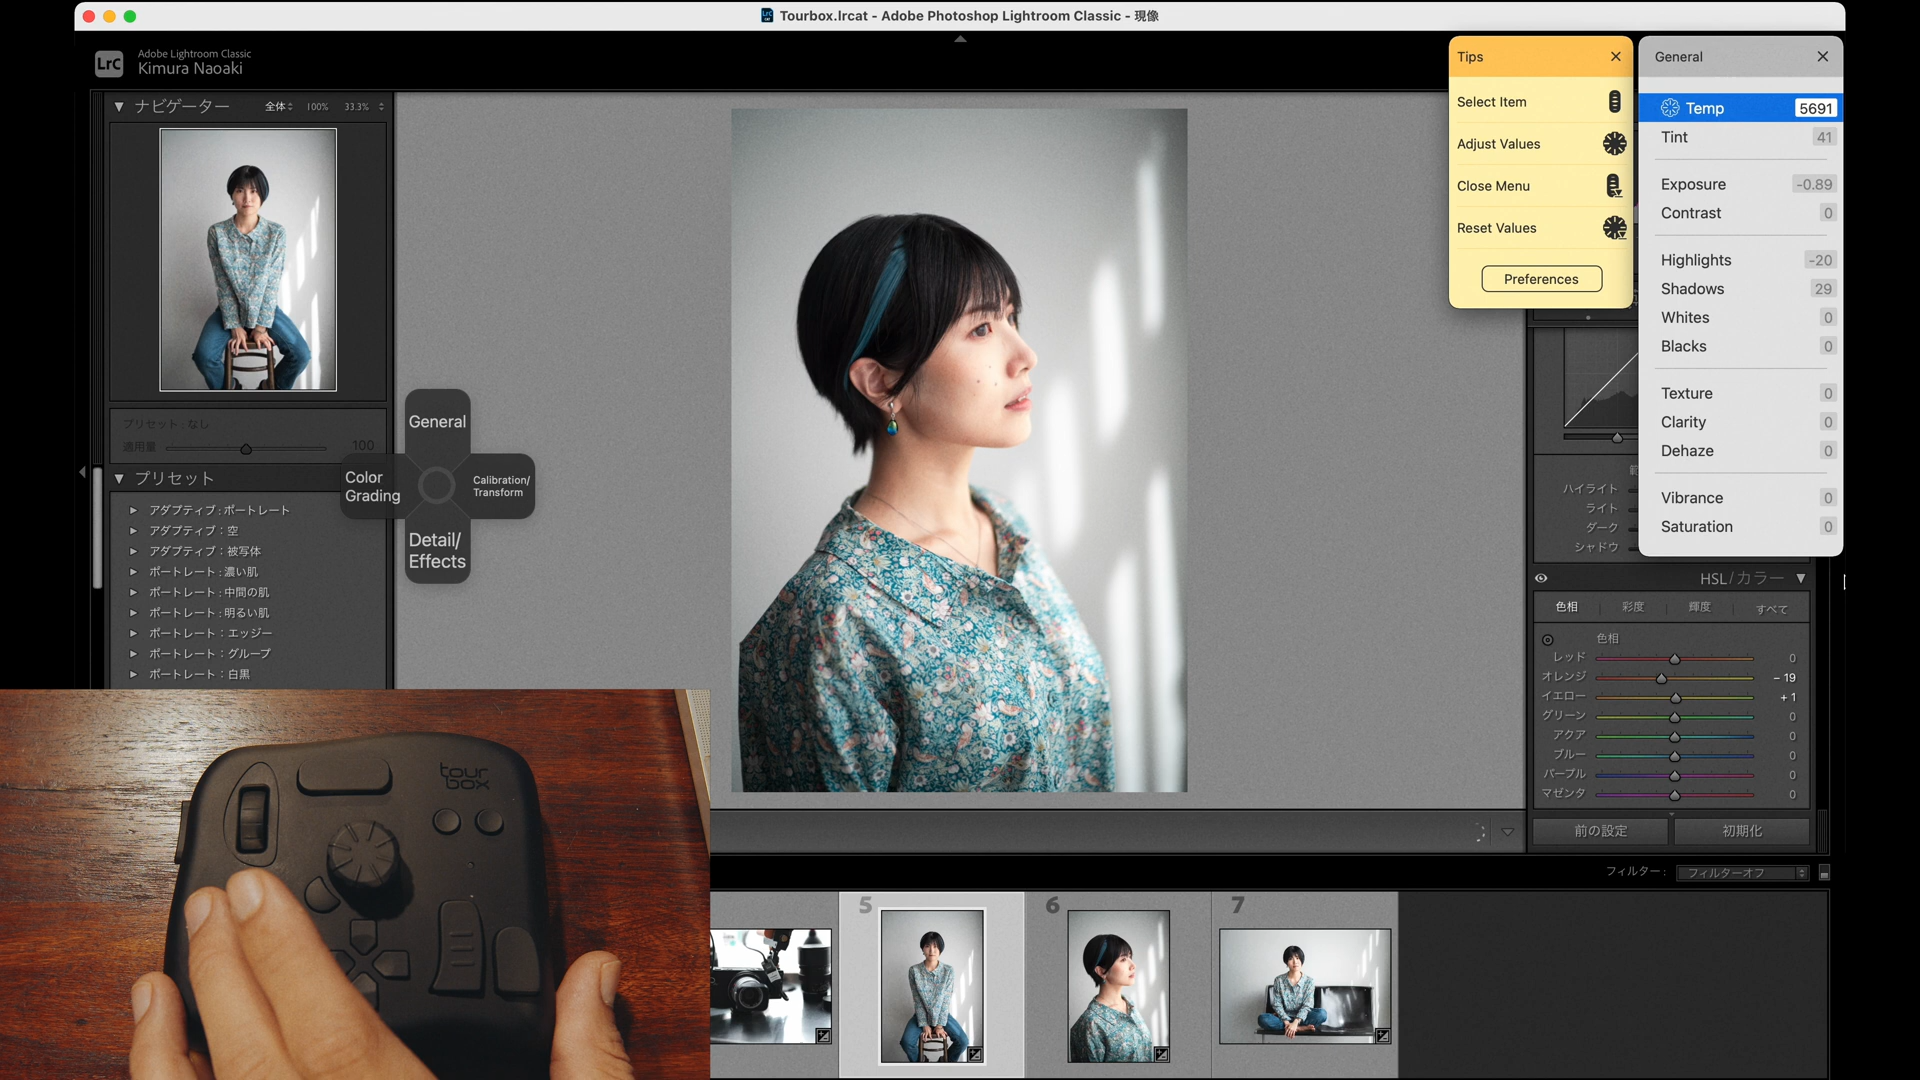 Tourbox.lrcat - Adobe Photoshop Lightroom Classic - 現像
LrC
Adobe Lightroom Classic
Kimura Naoaki
ナビゲーター
全体
100%
33.3%
プリセット : なし
適用量
100
プリセット
アダプティブ : ポートレート
アダプティブ : 空
アダプティブ : 被写体
ポートレート : 濃い肌
ポートレート : 中間の肌
ポートレート : 明るい肌
ポートレート : エッジー
ポートレート : グループ
ポートレート : 白黒
General
Color Grading
Calibration/ Transform
Detail/ Effects
Tips
Select Item
Adjust Values
Close Menu
Reset Values
Preferences
General
Temp 5691
Tint 41
Exposure -0.89
Contrast 0
Highlights -20
Shadows 29
Whites 0
Blacks 0
Texture 0
Clarity 0
Dehaze 0
Vibrance 0
Saturation 0
ハイライト
ライト
ダーク
シャドウ
HSL / カラー
色相 彩度 輝度 すべて
色相
レッド 0
オレンジ - 19
イエロー + 1
グリーン 0
アクア 0
ブルー 0
パープル 0
マゼンタ 0
前の設定
初期化
フィルター :
フィルターオフ
5
6
7
tour
box